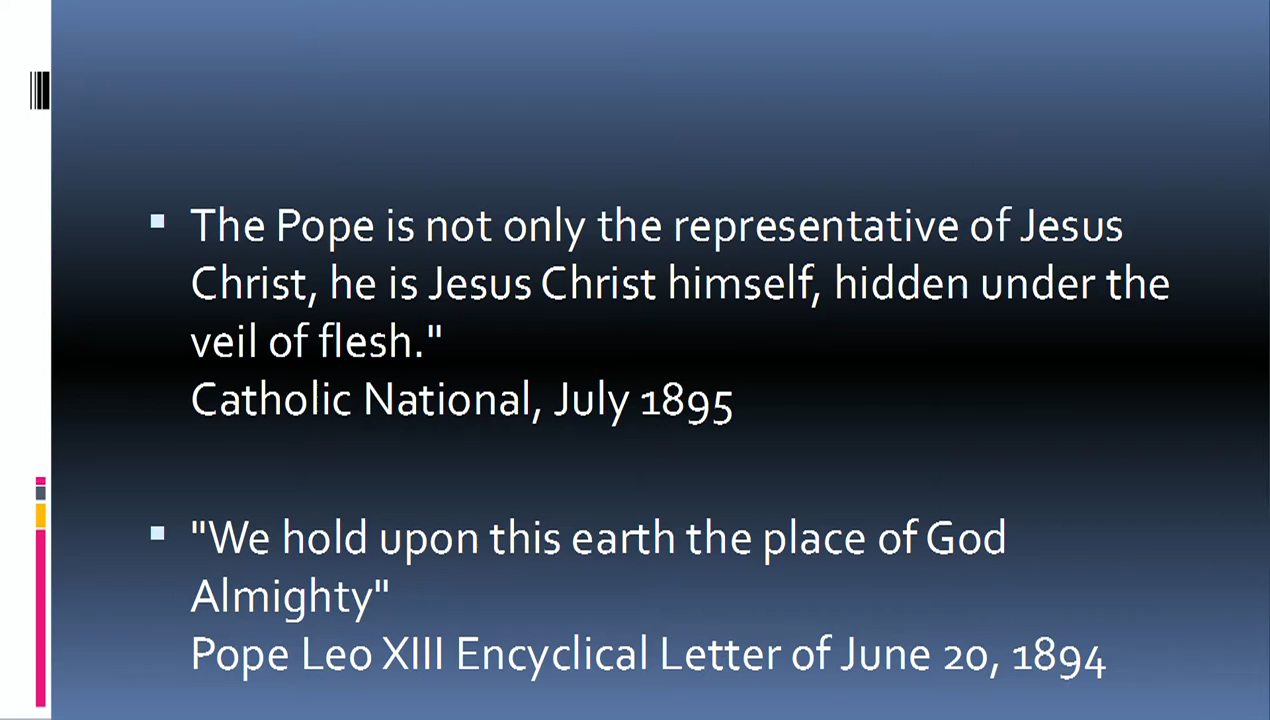 The Pope is not only the representative of Jesus
Christ, he is Jesus Christ himself, hidden under the
veil of flesh."
Catholic National, July 1895
"We hold upon this earth the place of God
Almighty"
Pope Leo XIII Encyclical Letter of June 20, 1894